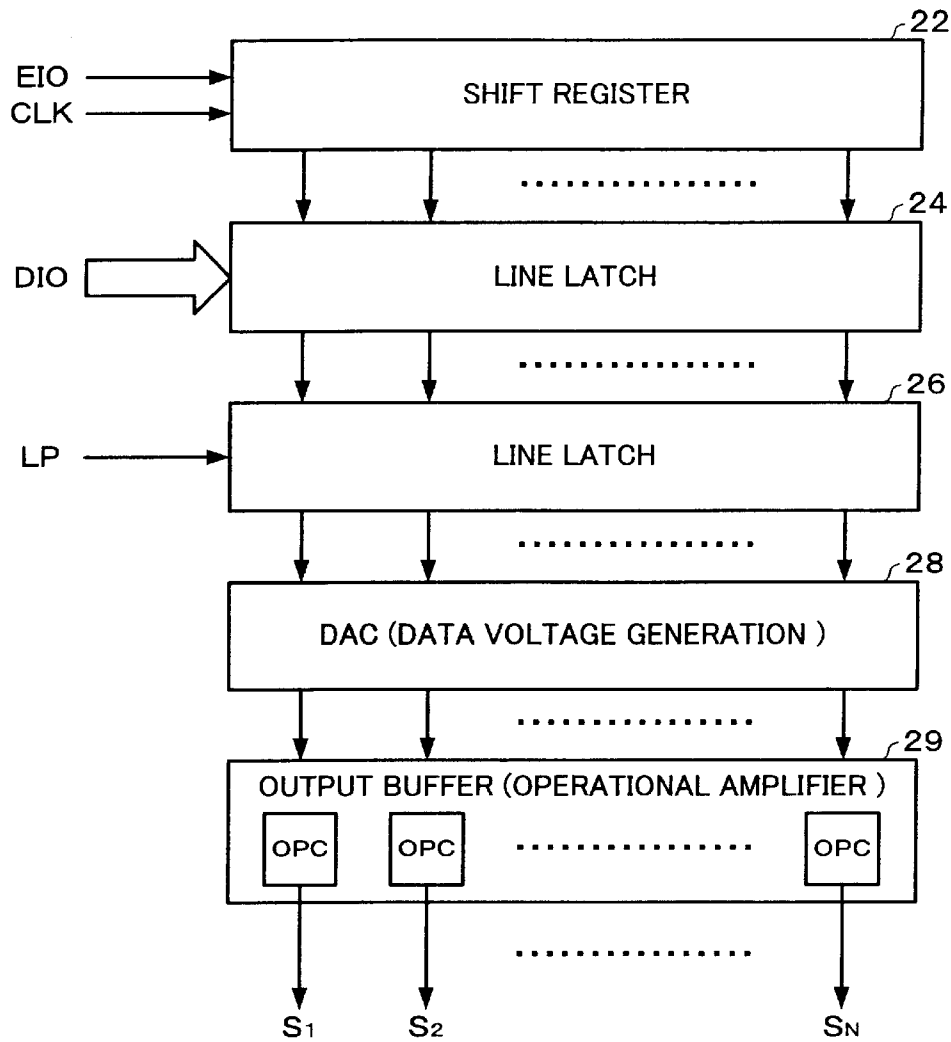 22
EIO
CLK
SHIFT REGISTER
24
DIO
LINE LATCH
26
LP
LINE LATCH
28
DAC (DATA VOLTAGE GENERATION )
29
OUTPUT BUFFER (OPERATIONAL AMPLIFIER )
OPC OPC OPC
S1 S2 SN